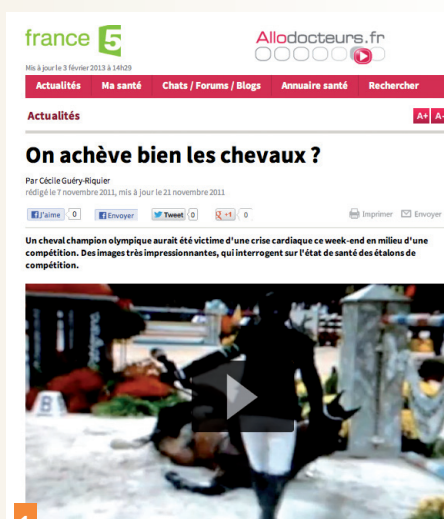 france 5
Allodocteurs.fr
Mis à jour le 3 février 2013 à 14h29
Actualités Ma santé Chats / Forums / Blogs Annuaire santé Rechercher
Actualités A+ A-
On achève bien les chevaux ?
Par Cécile Guéry-Riquier
rédigé le 7 novembre 2011, mis à jour le 21 novembre 2011
J'aime 0 Envoyer Tweet 0 +1 0 Imprimer Envoyer
Un cheval champion olympique aurait été victime d'une crise cardiaque ce week-end en milieu d'une
compétition. Des images très impressionnantes, qui interrogent sur l'état de santé des étalons de
compétition.
B